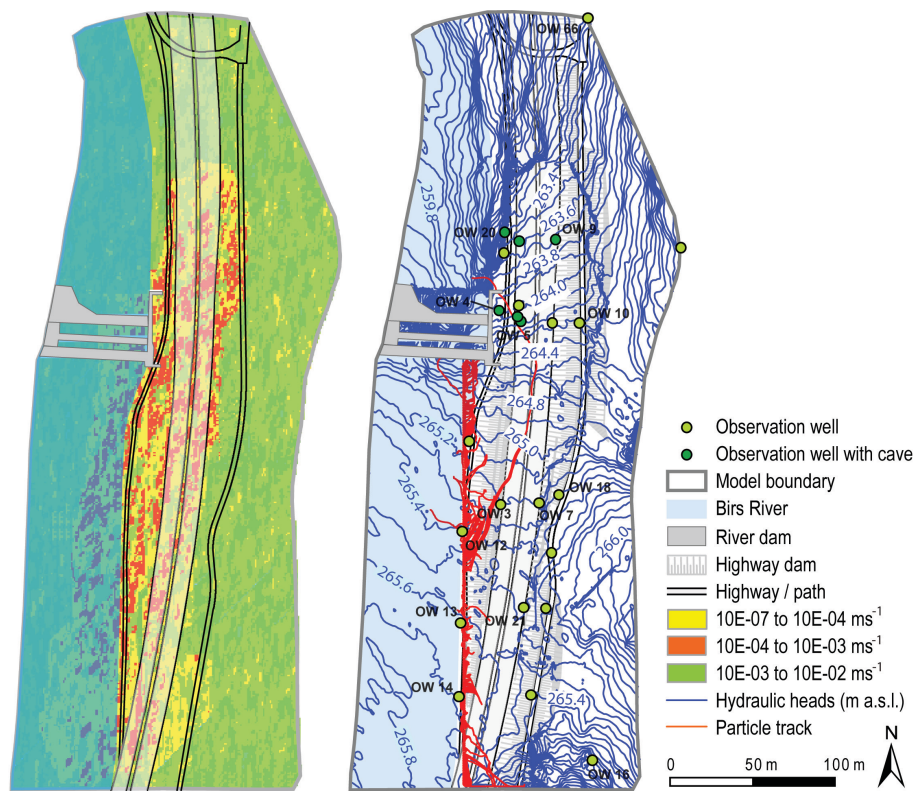 OW 66
259.8
263.4
263.6
OW 20
OW 9
263.8
264.0
OW 4
OW 10
OW 5
264.4
264.8
265.2
265.0
265.4
OW 18
OW 3
OW 7
OW 12
266.0
265.6
OW 13
OW 21
OW 14
265.4
265.8
OW 16
Observation well
Observation well with cave
Model boundary
Birs River
River dam
Highway dam
Highway / path
10E-07 to 10E-04 ms⁻¹
10E-04 to 10E-03 ms⁻¹
10E-03 to 10E-02 ms⁻¹
Hydraulic heads (m a.s.l.)
Particle track
N
0 50 m 100 m